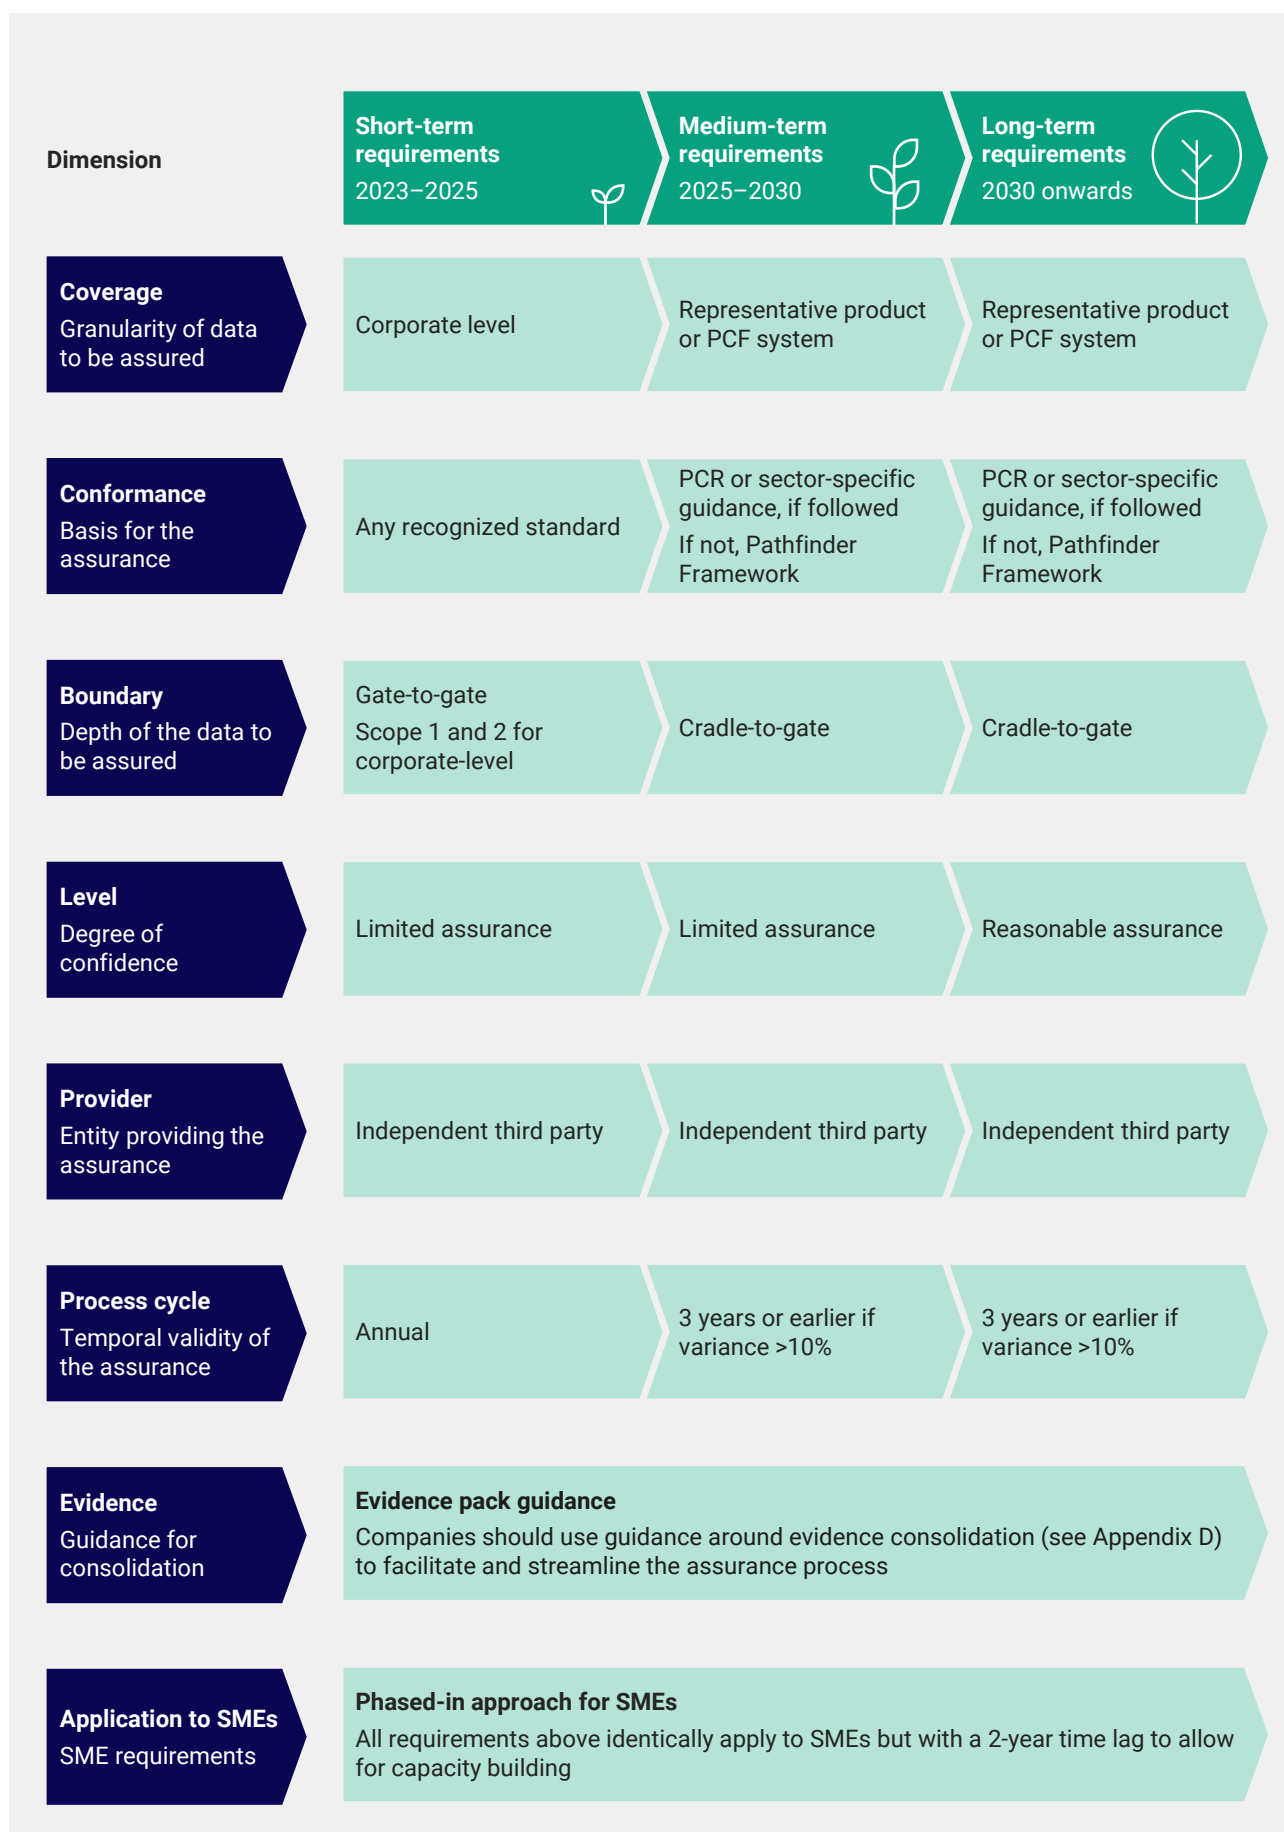 Dimension
Short-term
requirements
2023–2025
Medium-term
requirements
2025–2030
Long-term
requirements
2030 onwards
Coverage
Granularity of data
to be assured
Corporate level
Representative product
or PCF system
Representative product
or PCF system
Conformance
Basis for the
assurance
Any recognized standard
PCR or sector-specific
guidance, if followed
If not, Pathfinder
Framework
PCR or sector-specific
guidance, if followed
If not, Pathfinder
Framework
Boundary
Depth of the data to
be assured
Gate-to-gate
Scope 1 and 2 for
corporate-level
Cradle-to-gate
Cradle-to-gate
Level
Degree of
confidence
Limited assurance
Limited assurance
Reasonable assurance
Provider
Entity providing the
assurance
Independent third party
Independent third party
Independent third party
Process cycle
Temporal validity of
the assurance
Annual
3 years or earlier if
variance >10%
3 years or earlier if
variance >10%
Evidence
Guidance for
consolidation
Evidence pack guidance
Companies should use guidance around evidence consolidation (see Appendix D)
to facilitate and streamline the assurance process
Application to SMEs
SME requirements
Phased-in approach for SMEs
All requirements above identically apply to SMEs but with a 2-year time lag to allow
for capacity building